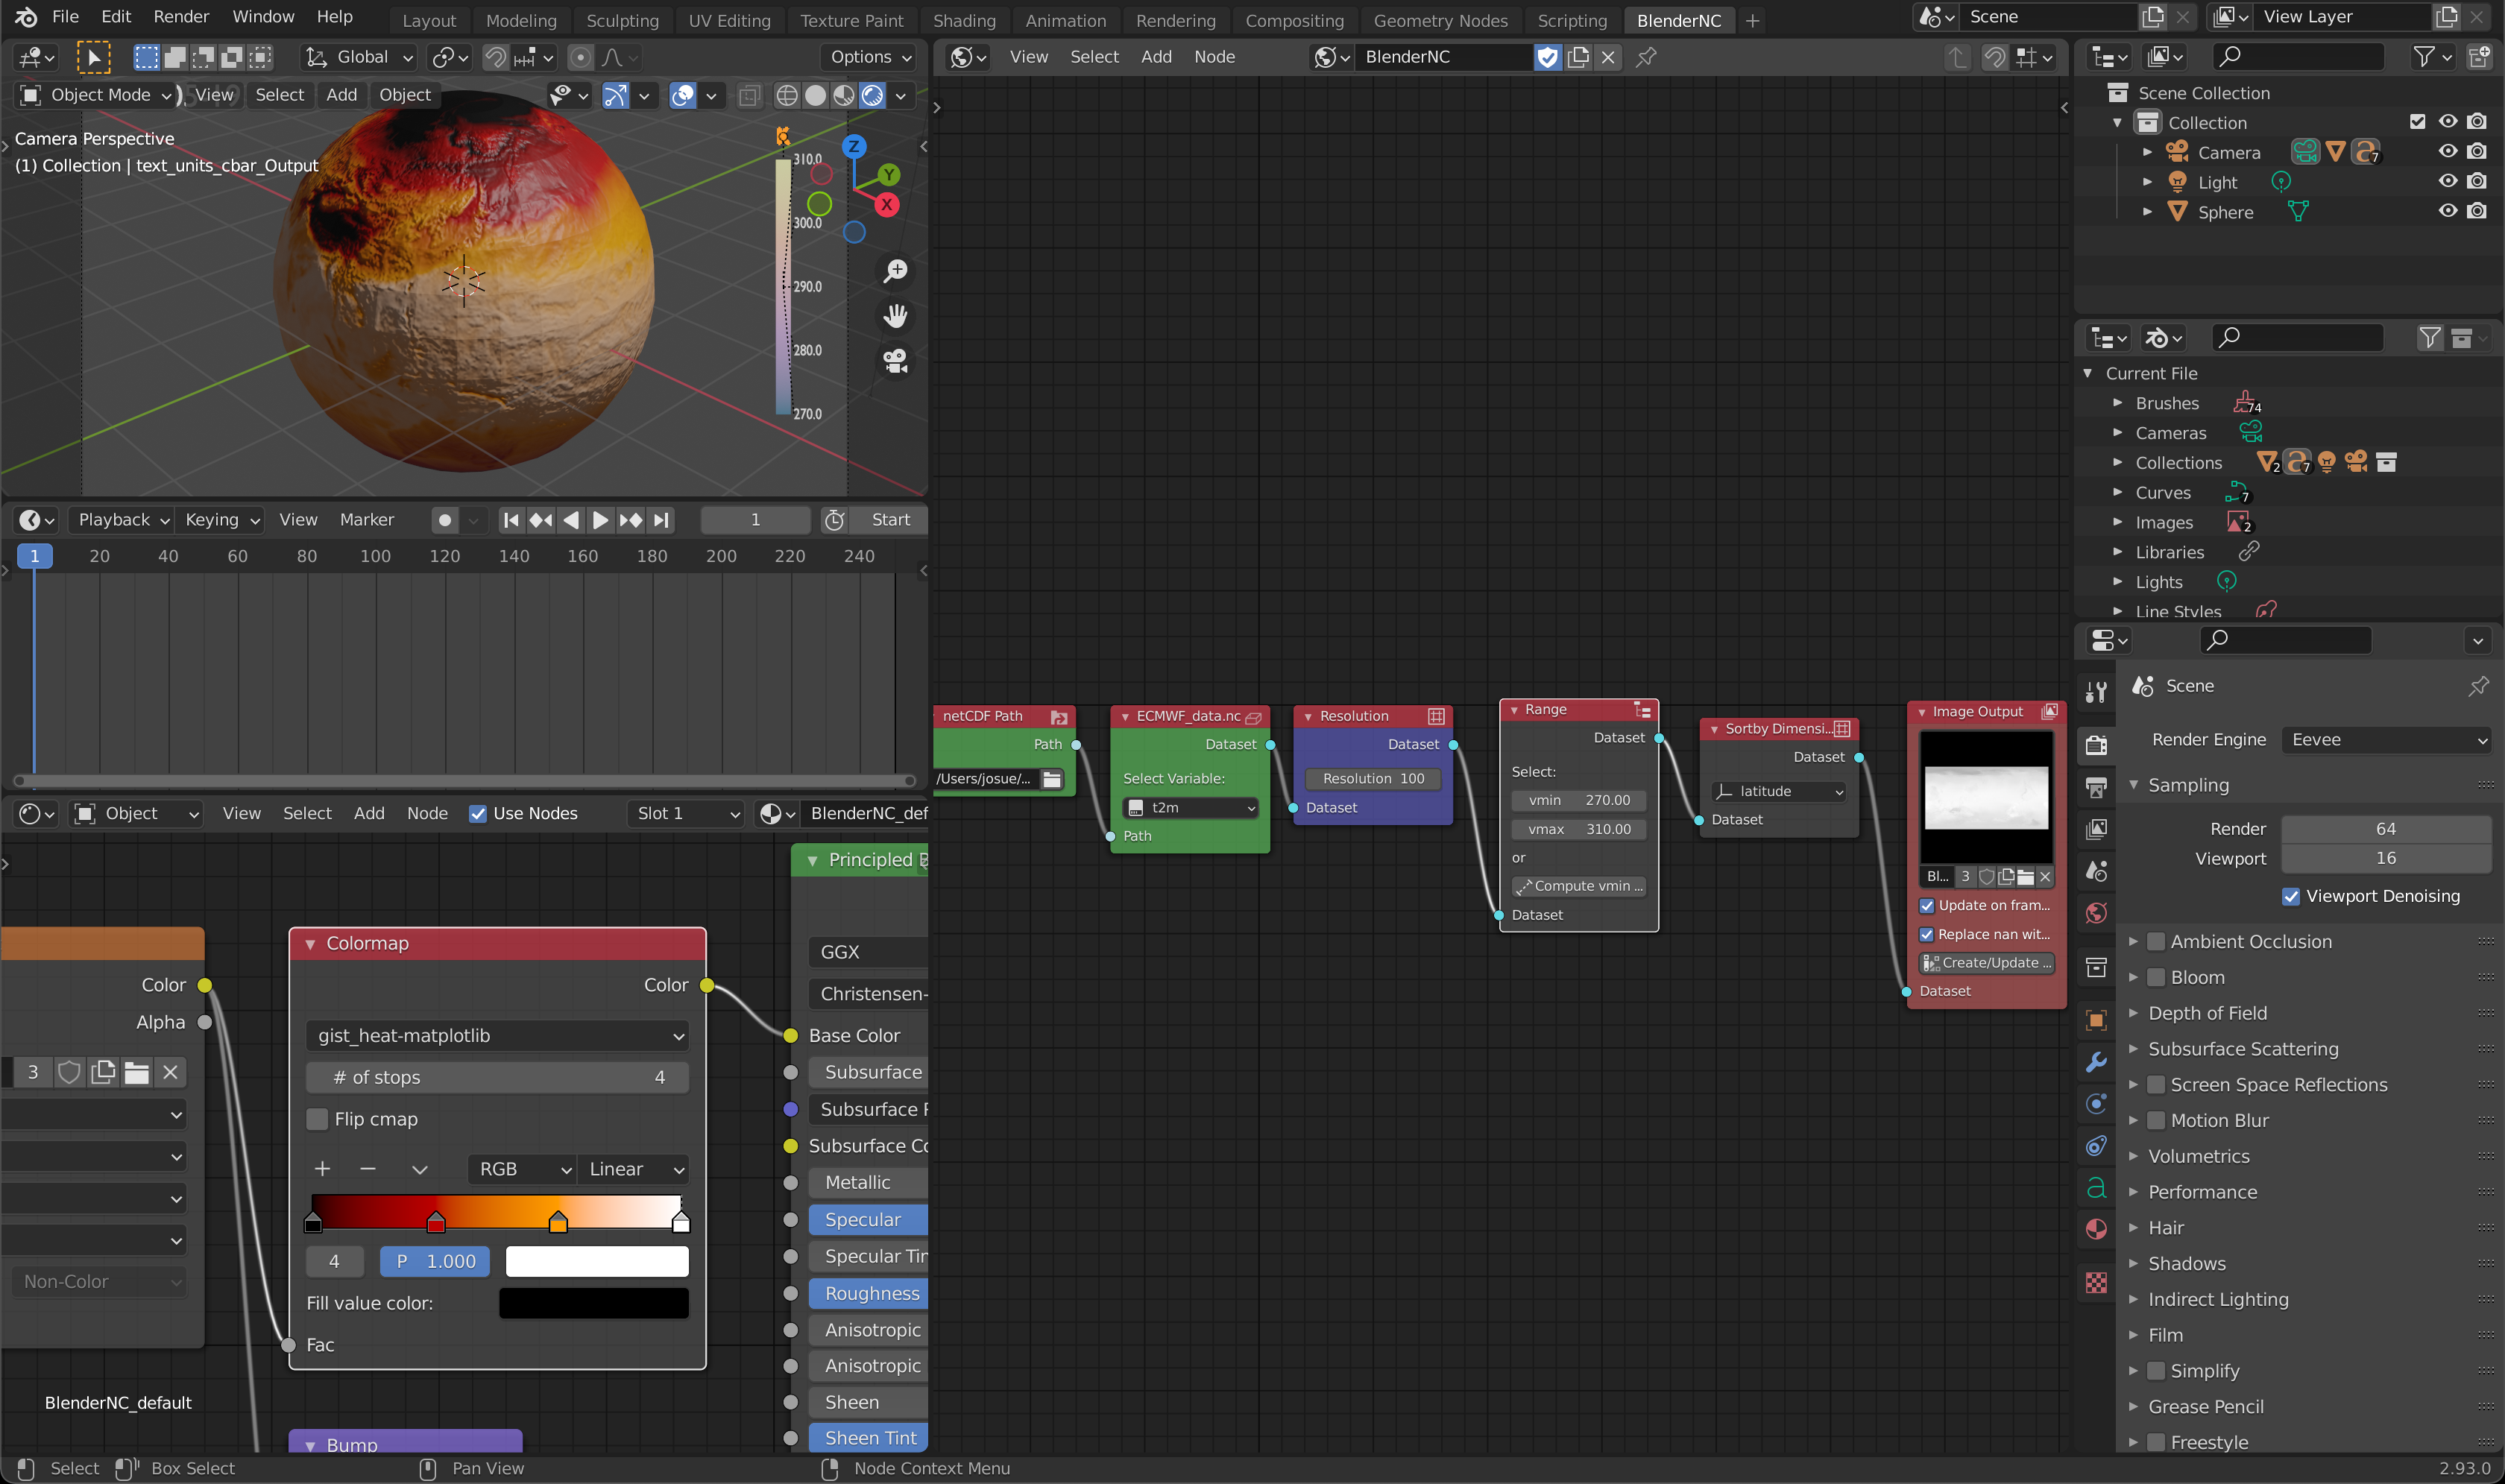 File Edit Render Window Help
Layout Modeling Sculpting UV Editing Texture Paint Shading Animation Rendering Compositing Geometry Nodes Scripting BlenderNC
Scene
View Layer
Global
Options
Object Mode View Select Add Object
Camera Perspective
(1) Collection | text_units_cbar_Output
K
310.0
300.0
290.0
280.0
270.0
Z
Y
X
Playback Keying View Marker
1
Start
1 20 40 60 80 100 120 140 160 180 200 220 240
Object View Select Add Node Use Nodes Slot 1 BlenderNC_def
Color
Alpha
3
Non-Color
BlenderNC_default
Colormap
Color
gist_heat-matplotlib
# of stops 4
Flip cmap
RGB Linear
4 P 1.000
Fill value color:
Fac
Bump
Principled B
GGX
Christensen-
Base Color
Subsurface
Subsurface
Subsurface Co
Metallic
Specular
Specular Tin
Roughness
Anisotropic
Anisotropic
Sheen
Sheen Tint
View Select Add Node
BlenderNC
netCDF Path
Path
/Users/josue/...
ECMWF_data.nc
Dataset
Select Variable:
t2m
Path
Resolution
Dataset
Resolution 100
Dataset
Range
Dataset
Select:
vmin 270.00
vmax 310.00
or
Compute vmin ...
Dataset
Sortby Dimensi...
Dataset
latitude
Dataset
Image Output
Bl... 3
Update on fram...
Replace nan wit...
Create/Update ...
Dataset
Scene Collection
Collection
Camera 7
Light
Sphere
Current File
Brushes 74
Cameras
Collections 2 7
Curves 7
Images 2
Libraries
Lights
Line Styles
Scene
Render Engine Eevee
Sampling
Render 64
Viewport 16
Viewport Denoising
Ambient Occlusion
Bloom
Depth of Field
Subsurface Scattering
Screen Space Reflections
Motion Blur
Volumetrics
Performance
Hair
Shadows
Indirect Lighting
Film
Simplify
Grease Pencil
Freestyle
Select Box Select Pan View Node Context Menu
2.93.0